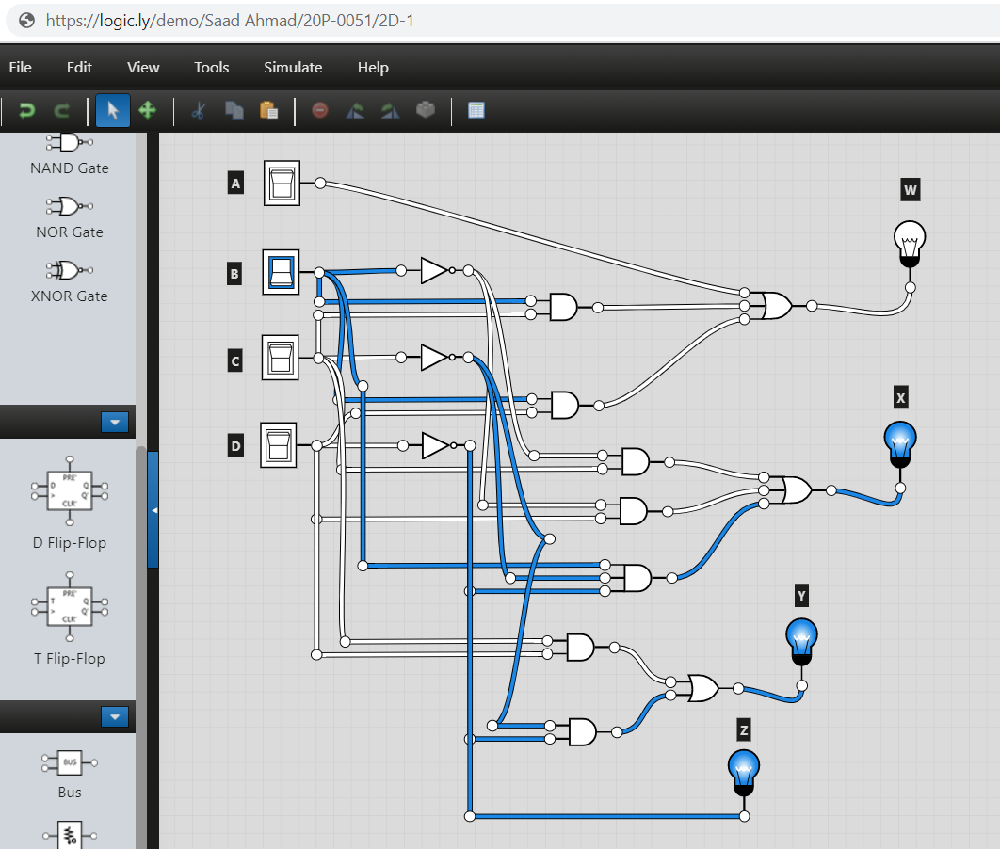 https://logic.ly/demo/Saad Ahmad/20P-0051/2D-1
File Edit View Tools Simulate Help
NAND Gate
NOR Gate
XNOR Gate
PRE'
D Q
> Q'
CLR'
D Flip-Flop
PRE'
T Q
> Q'
CLR'
T Flip-Flop
BUS
Bus
A
B
C
D
W
X
Y
Z